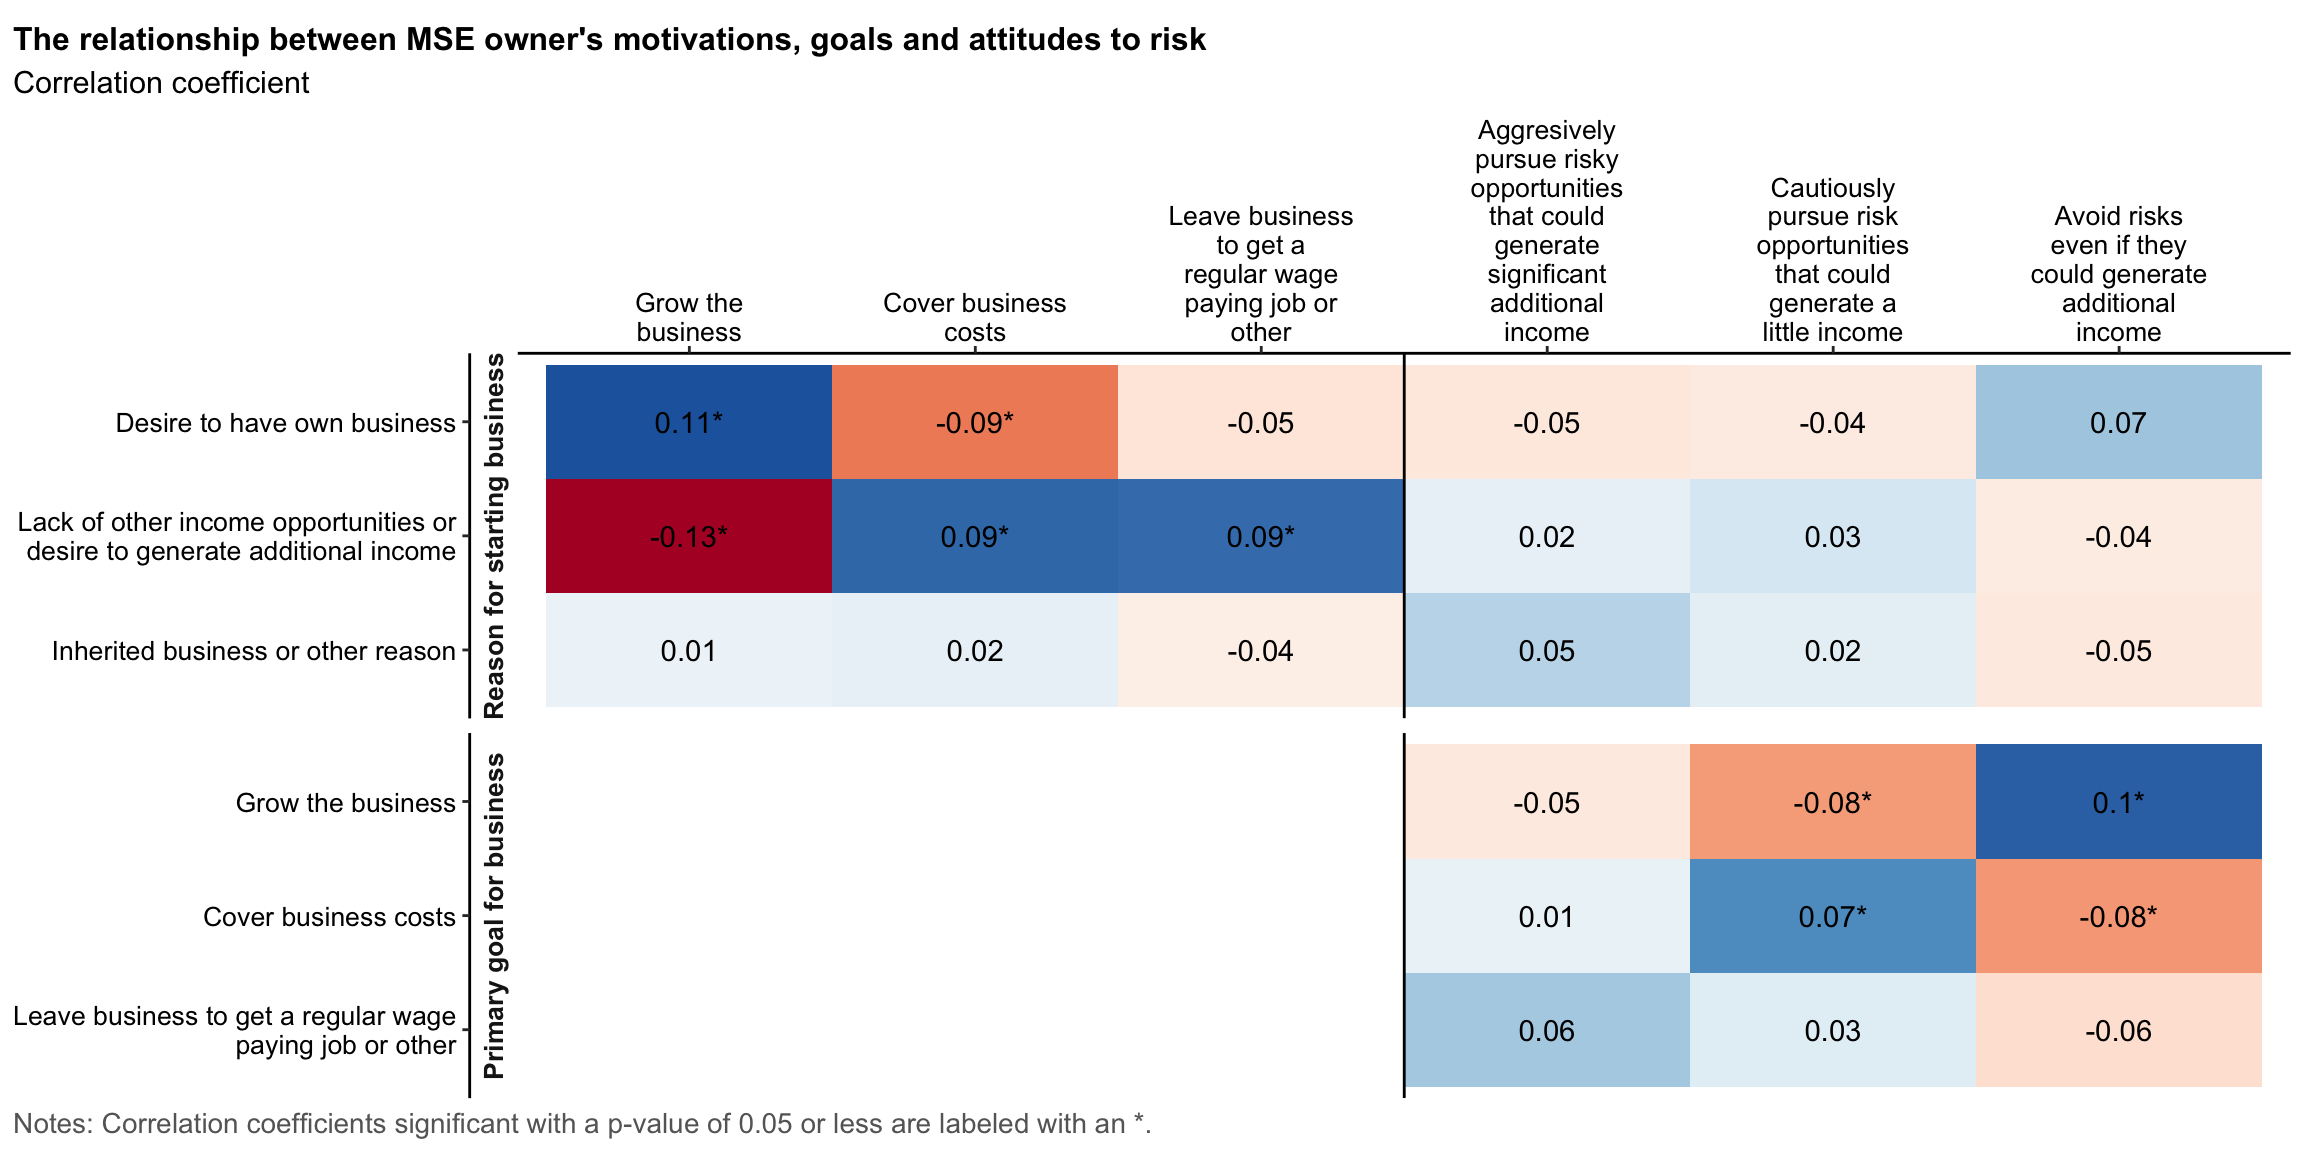 The relationship between MSE owner's motivations, goals and attitudes to risk
Correlation coefficient
Grow the
business
Cover business
costs
Leave business
to get a
regular wage
paying job or
other
Aggresively
pursue risky
opportunities
that could
generate
significant
additional
income
Cautiously
pursue risk
opportunities
that could
generate a
little income
Avoid risks
even if they
could generate
additional
income
Reason for starting business
Desire to have own business
0.11* -0.09* -0.05 -0.05 -0.04 0.07
Lack of other income opportunities or
desire to generate additional income
-0.13* 0.09* 0.09* 0.02 0.03 -0.04
Inherited business or other reason
0.01 0.02 -0.04 0.05 0.02 -0.05
Primary goal for business
Grow the business
-0.05 -0.08* 0.1*
Cover business costs
0.01 0.07* -0.08*
Leave business to get a regular wage
paying job or other
0.06 0.03 -0.06
Notes: Correlation coefficients significant with a p-value of 0.05 or less are labeled with an *.